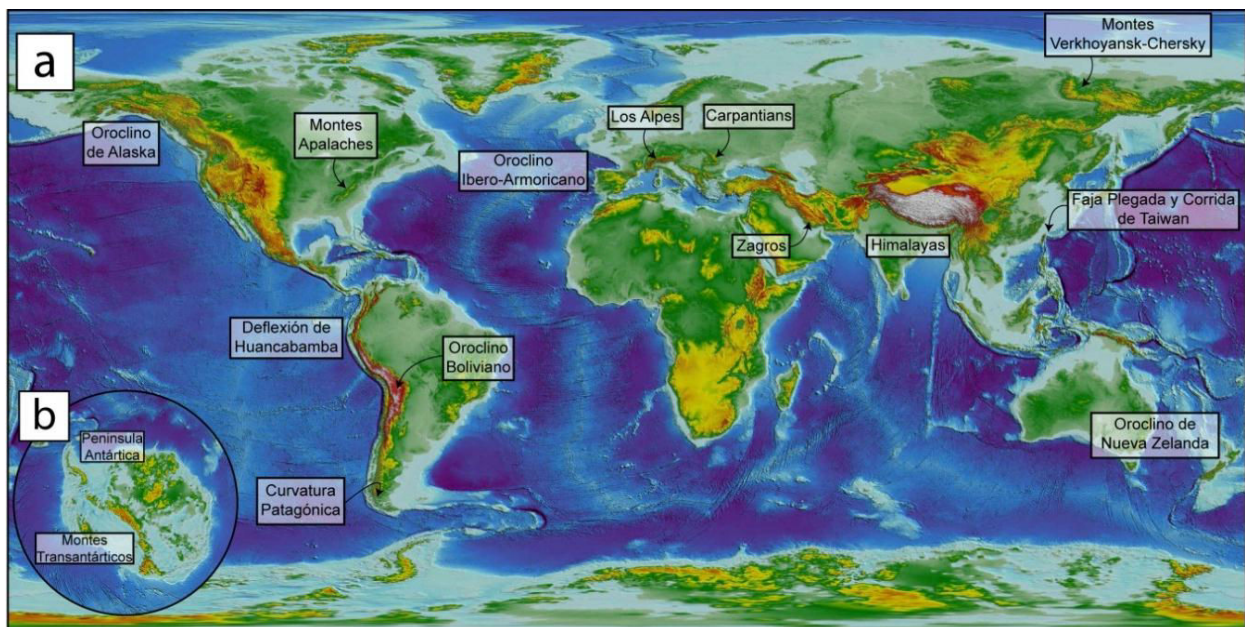 a
Montes
Verkhoyansk-Chersky
Oroclino
de Alaska
Montes
Apalaches
Los Alpes
Carpantians
Oroclino
Ibero-Armoricano
Faja Plegada y Corrida
de Taiwan
Zagros
Himalayas
Deflexión de
Huancabamba
Oroclino
Boliviano
Oroclino de
Nueva Zelanda
Curvatura
Patagónica
b
Peninsula
Antártica
Montes
Transantárticos